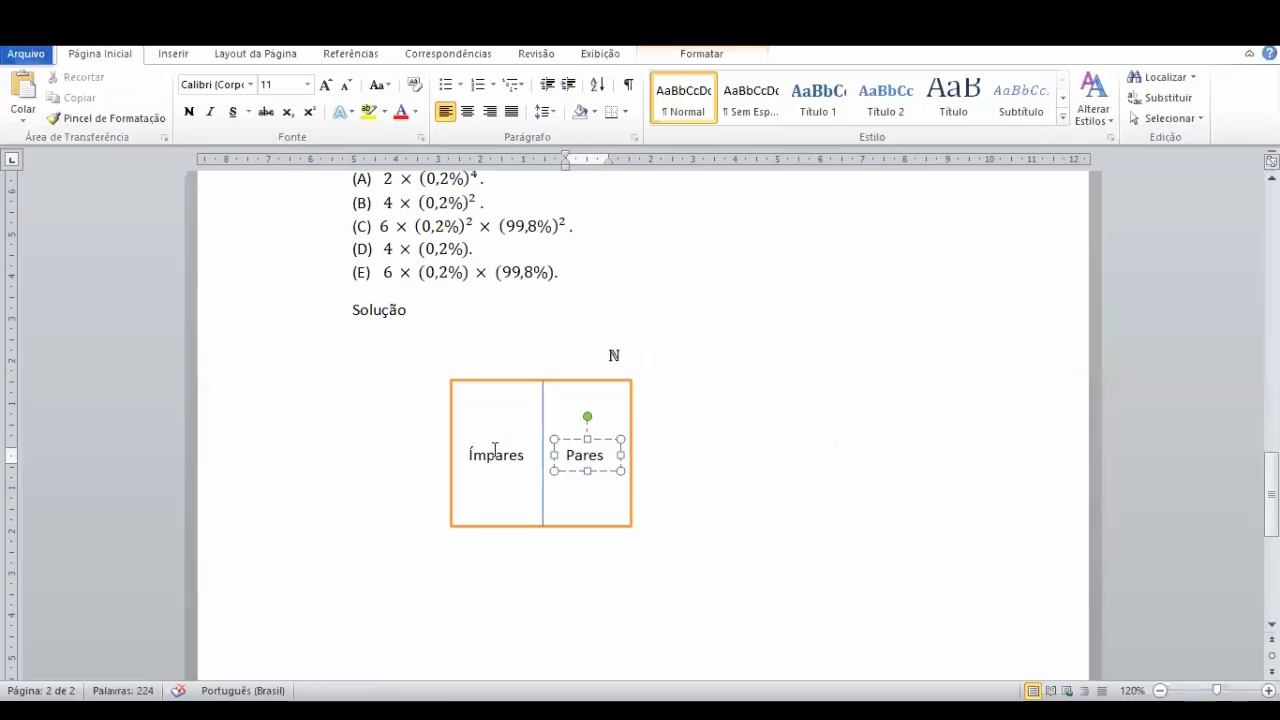 Arquivo Página Inicial Inserir Layout da Página Referências Correspondências Revisão Exibição Formatar
Colar
Recortar
Copiar
Pincel de Formatação
Área de Transferência
Calibri (Corpo 11
Fonte
Parágrafo
AaBbCcDc AaBbCcDc AaBbCc AaBbCc AaB AaBbCcDc
¶ Normal ¶ Sem Esp... Título 1 Título 2 Título Subtítulo
Alterar Estilos
Estilo
Localizar
Substituir
Selecionar
Edição
(A) 2 × (0,2%)⁴ .
(B) 4 × (0,2%)² .
(C) 6 × (0,2%)² × (99,8%)² .
(D) 4 × (0,2%).
(E) 6 × (0,2%) × (99,8%).
Solução
ℕ
Ímpares Pares
Página: 2 de 2 Palavras: 224 Português (Brasil) 120%